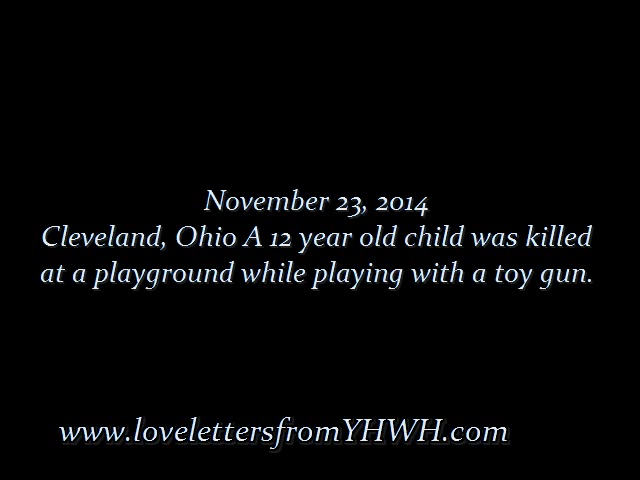 November 23, 2014
Cleveland, Ohio A 12 year old child was killed
at a playground while playing with a toy gun.
www.lovelettersfromYHWH.com